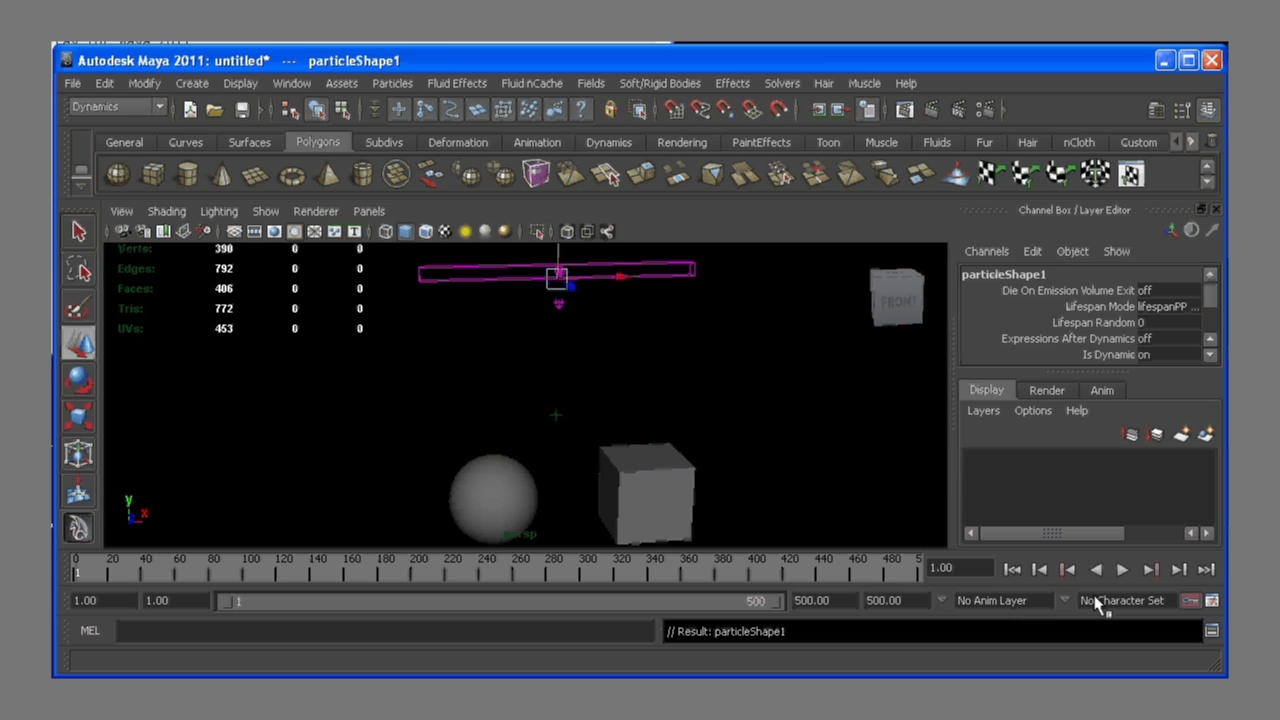 Autodesk Maya 2011: untitled* --- particleShape1
File Edit Modify Create Display Window Assets Particles Fluid Effects Fluid nCache Fields Soft/Rigid Bodies Effects Solvers Hair Muscle Help
Dynamics
General Curves Surfaces Polygons Subdivs Deformation Animation Dynamics Rendering PaintEffects Toon Muscle Fluids Fur Hair nCloth Custom
View Shading Lighting Show Renderer Panels
Channel Box / Layer Editor
Channels Edit Object Show
Verts: 390 0 0
Edges: 792 0 0
Faces: 406 0 0
Tris: 772 0 0
UVs: 453 0 0
FRONT
particleShape1
Die On Emission Volume Exit off
Lifespan Mode lifespanPP ...
Lifespan Random 0
Expressions After Dynamics off
Is Dynamic on
Display Render Anim
Layers Options Help
y
x
persp
0 20 40 60 80 100 120 140 160 180 200 220 240 260 280 300 320 340 360 380 400 420 440 460 480 5
1
1.00
1.00 1.00 1 500 500.00 500.00 No Anim Layer No Character Set
MEL // Result: particleShape1